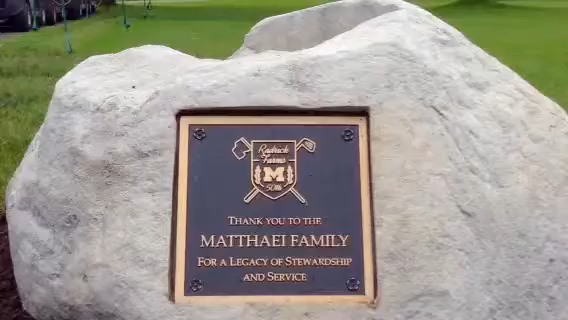 Radrick
Farms
M
50th
THANK YOU TO THE
MATTHAEI FAMILY
FOR A LEGACY OF STEWARDSHIP
AND SERVICE